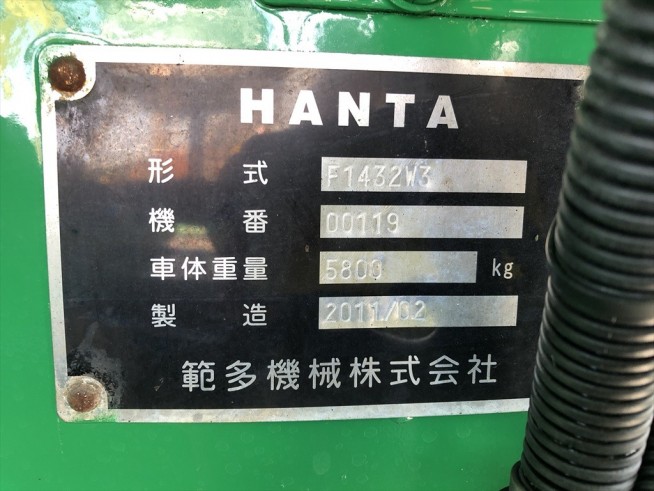 HANTA
形式 F1432W3
機番 00119
車体重量 5800 kg
製造 2011/02
範多機械株式会社